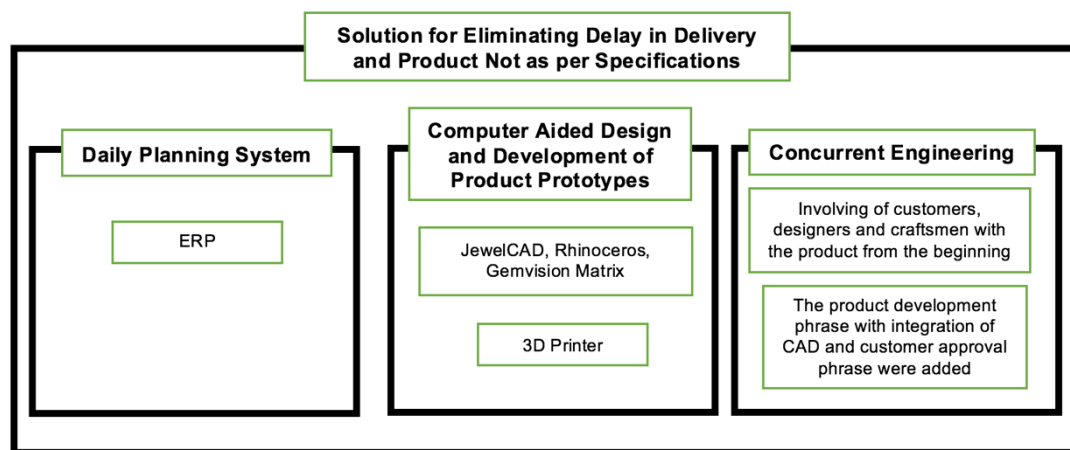 Solution for Eliminating Delay in Delivery
and Product Not as per Specifications
Daily Planning System
ERP
Computer Aided Design
and Development of
Product Prototypes
JewelCAD, Rhinoceros,
Gemvision Matrix
3D Printer
Concurrent Engineering
Involving of customers,
designers and craftsmen with
the product from the beginning
The product development
phrase with integration of
CAD and customer approval
phrase were added